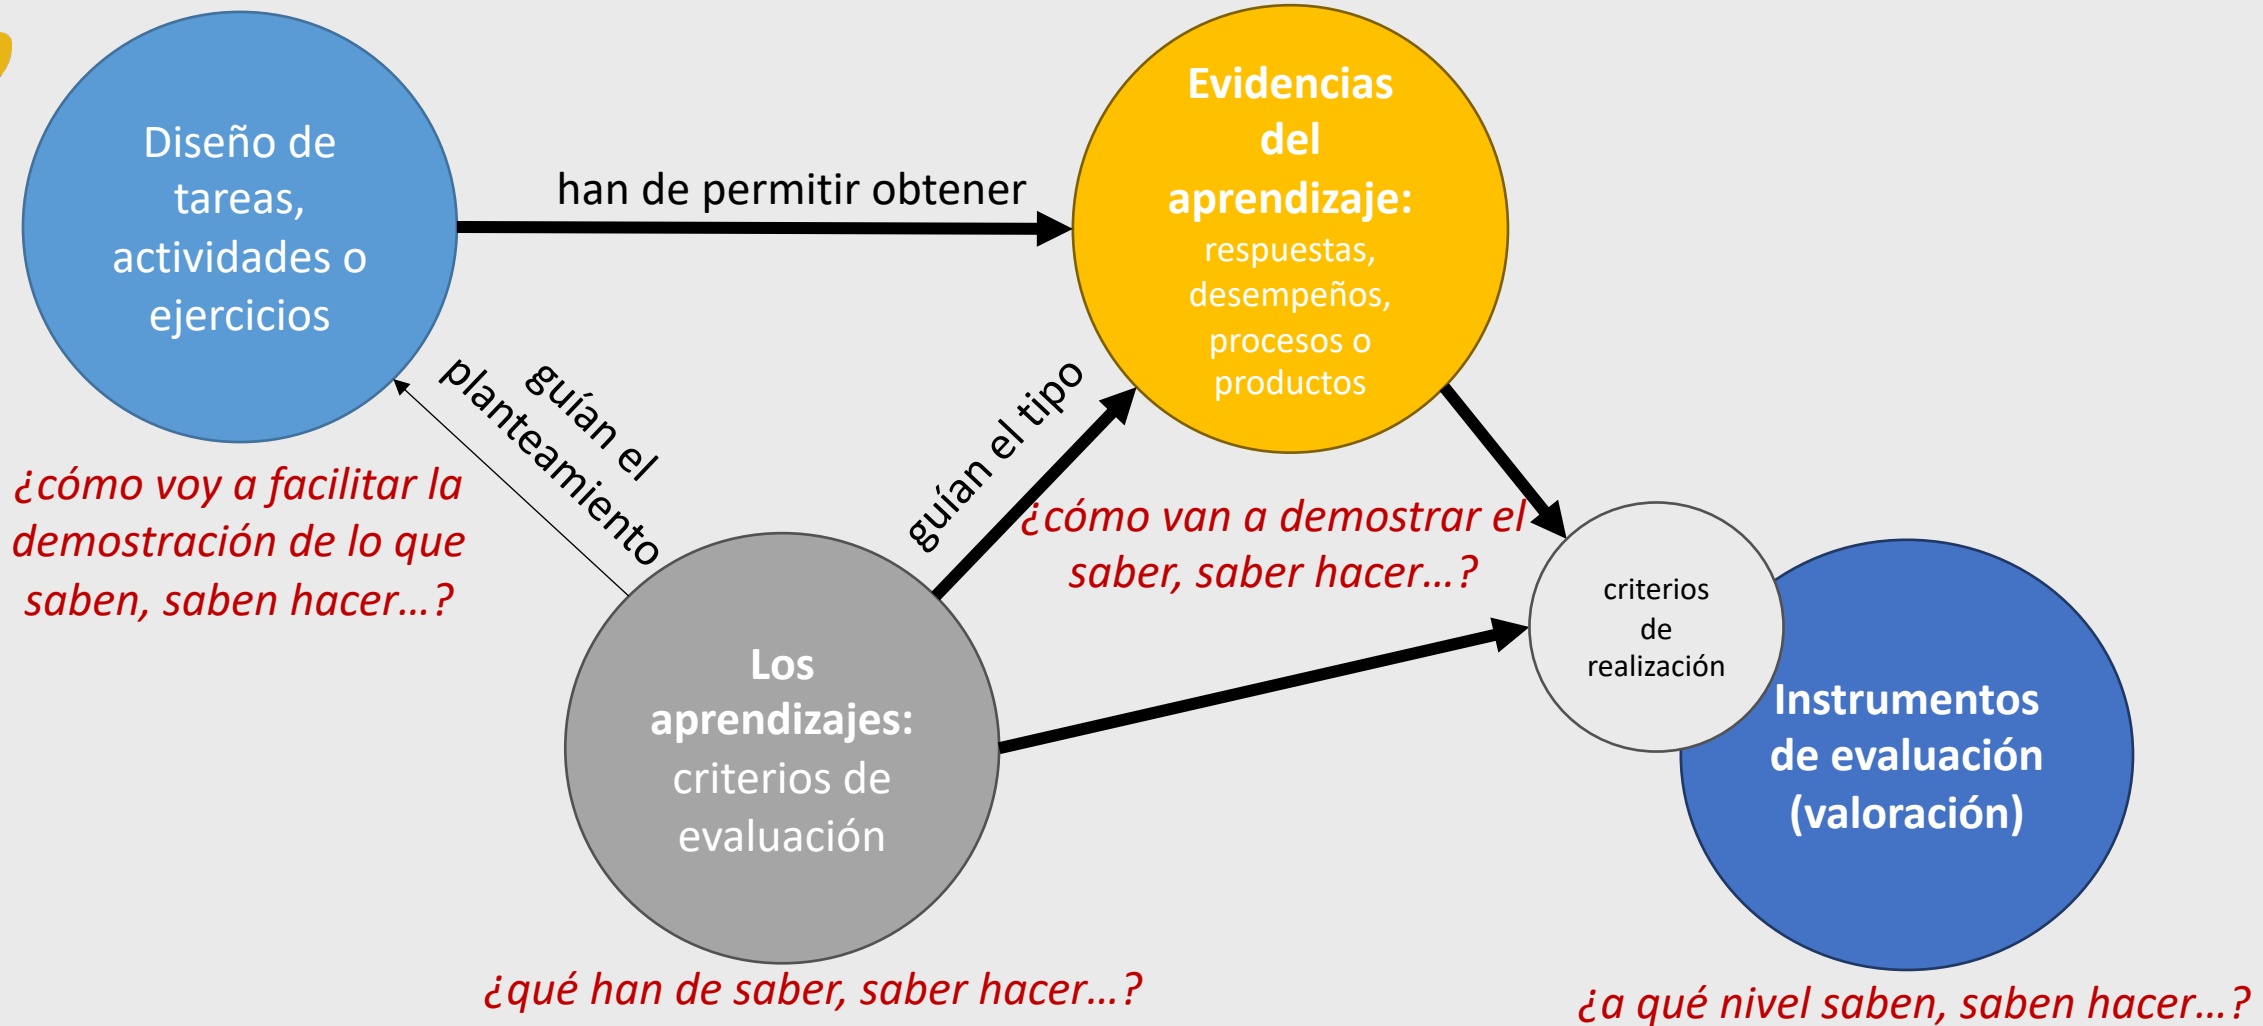 Diseño de
tareas,
actividades o
ejercicios
han de permitir obtener
Evidencias
del
aprendizaje:
respuestas,
desempeños,
procesos o
productos
guían el
planteamiento
guían el tipo
¿cómo voy a facilitar la
demostración de lo que
saben, saben hacer…?
¿cómo van a demostrar el
saber, saber hacer…?
Los
aprendizajes:
criterios de
evaluación
criterios
de
realización
Instrumentos
de evaluación
(valoración)
¿qué han de saber, saber hacer…?
¿a qué nivel saben, saben hacer…?